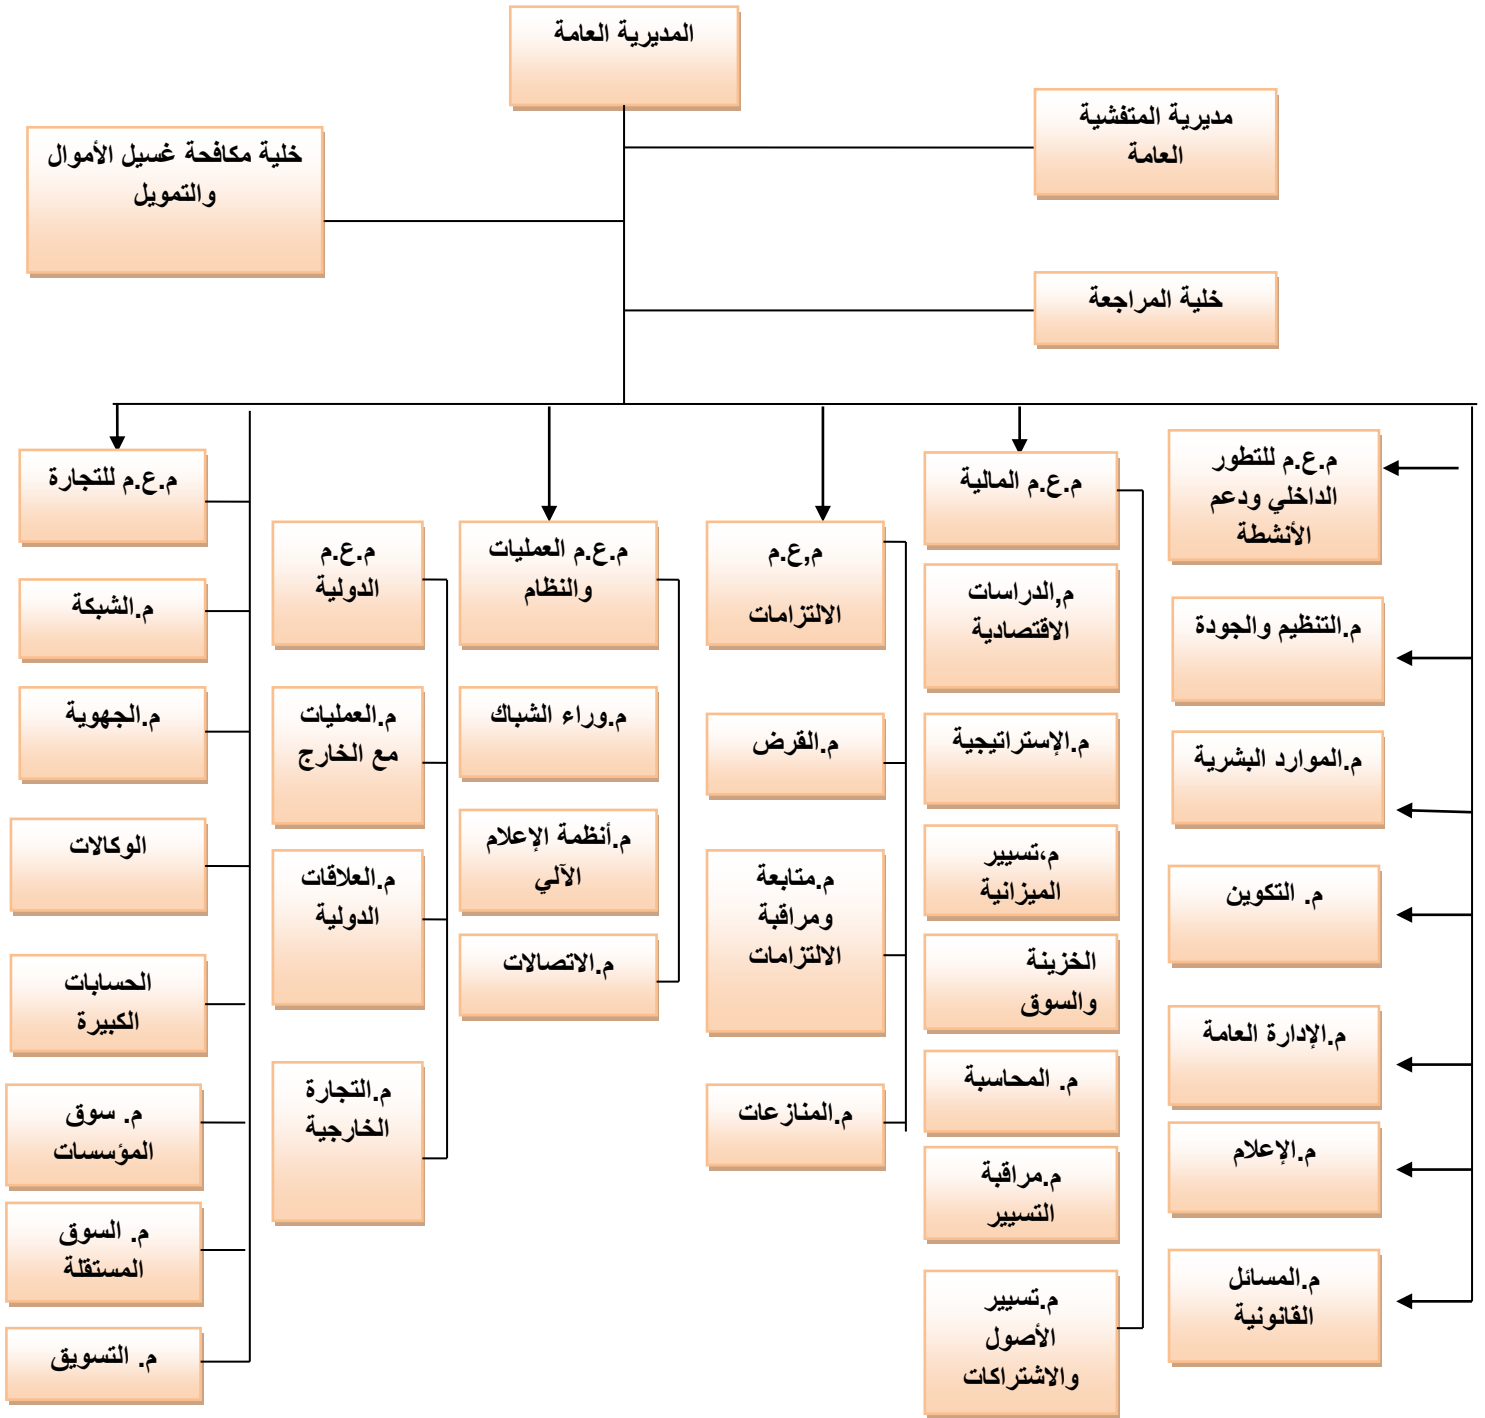 المديرية العامة
مديرية المتفشية
العامة
خلية مكافحة غسيل الأموال
والتمويل
خلية المراجعة
م.ع.م للتطور
الداخلي ودعم
الأنشطة
م.التنظيم والجودة
م.الموارد البشرية
م. التكوين
م.الإدارة العامة
م.الإعلام
م.المسائل
القانونية
م.ع.م المالية
م,الدراسات
الاقتصادية
م.الإستراتيجية
م،تسيير
الميزانية
الخزينة
والسوق
م. المحاسبة
م.مراقبة
التسيير
م.تسيير
الأصول
والاشتراكات
م,ع.م
الالتزامات
م.القرض
م.متابعة
ومراقبة
الالتزامات
م.المنازعات
م.ع.م العمليات
والنظام
م.وراء الشباك
م.أنظمة الإعلام
الآلي
م.الاتصالات
م.ع.م
الدولية
م.العمليات
مع الخارج
م.العلاقات
الدولية
م.التجارة
الخارجية
م.ع.م للتجارة
م.الشبكة
م.الجهوية
الوكالات
الحسابات
الكبيرة
م. سوق
المؤسسات
م. السوق
المستقلة
م. التسويق